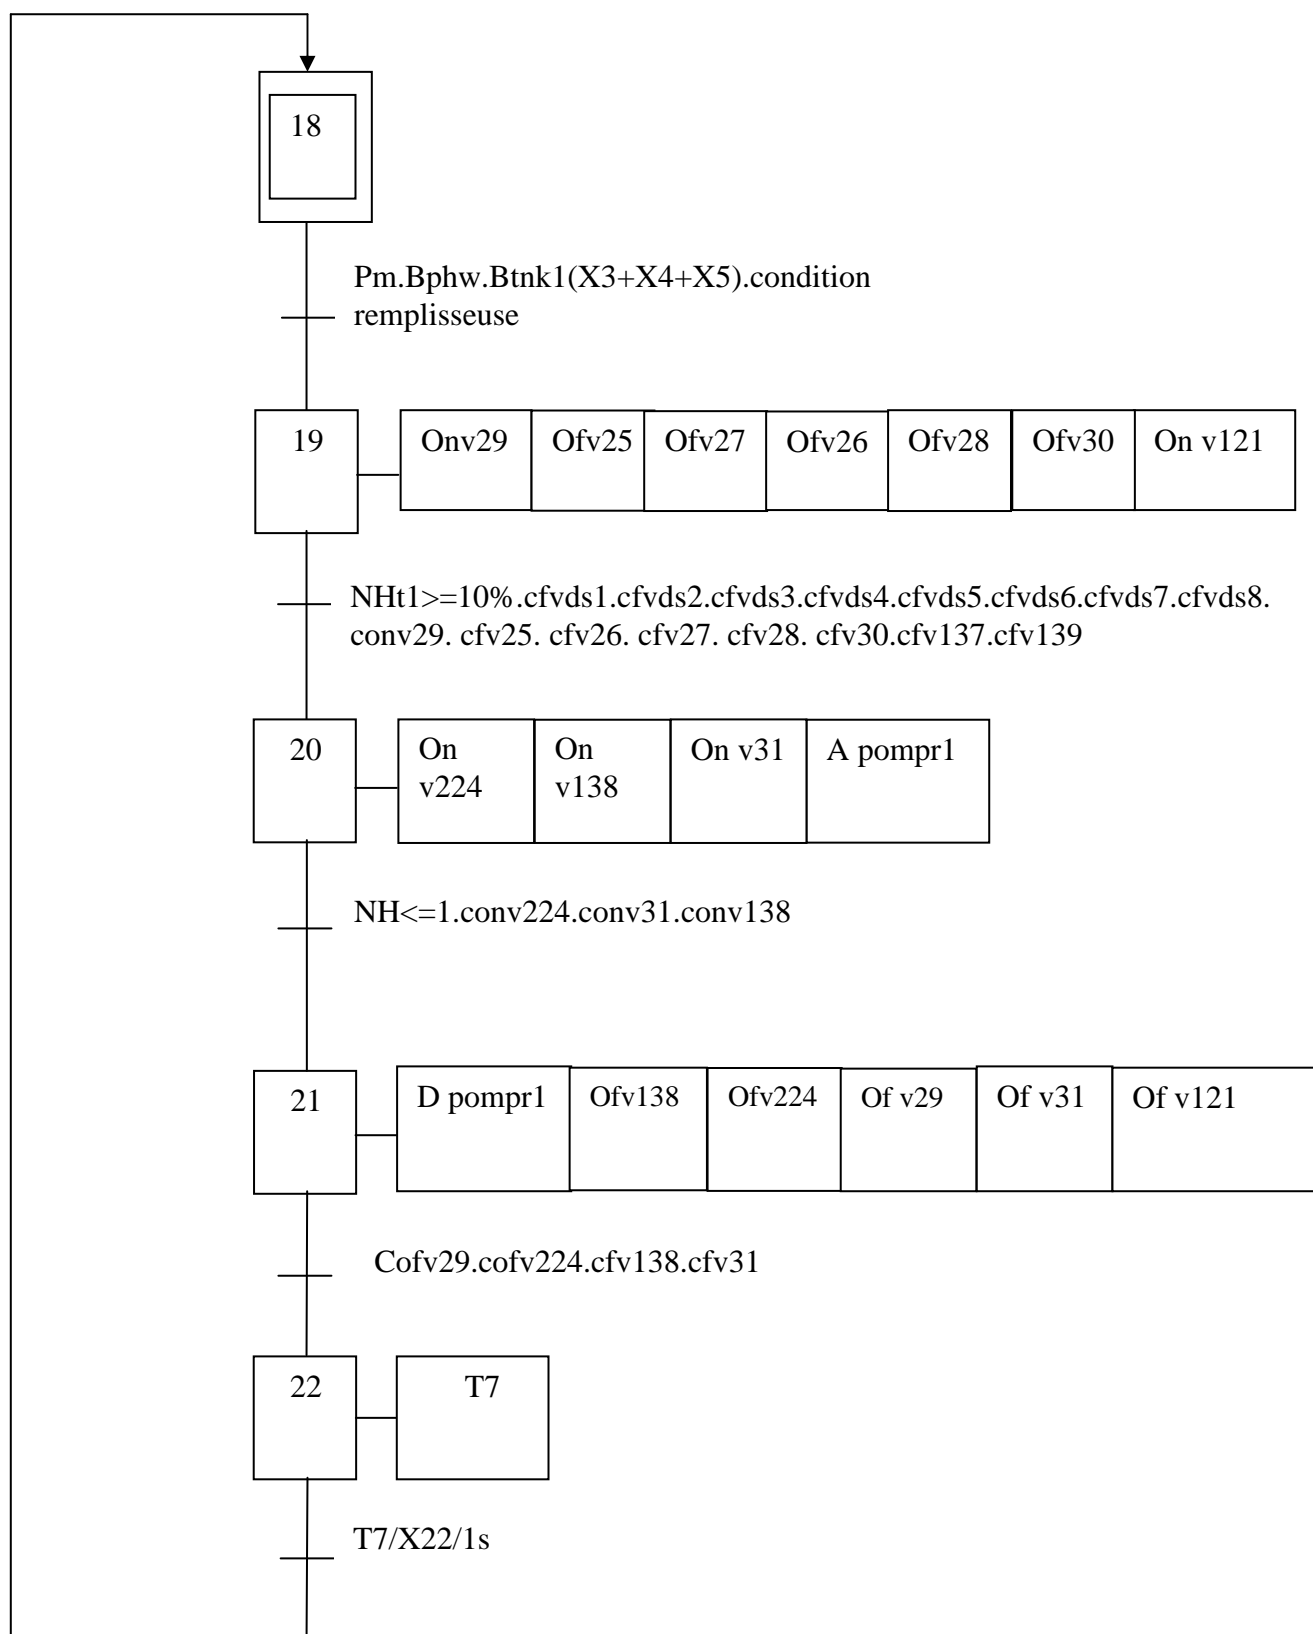 18
Pm.Bphw.Btnk1(X3+X4+X5).condition
remplisseuse
19
Onv29 Ofv25 Ofv27 Ofv26 Ofv28 Ofv30 On v121
NHt1>=10%.cfvds1.cfvds2.cfvds3.cfvds4.cfvds5.cfvds6.cfvds7.cfvds8.
conv29. cfv25. cfv26. cfv27. cfv28. cfv30.cfv137.cfv139
20
On
v224
On
v138
On v31
A pompr1
NH<=1.conv224.conv31.conv138
21
D pompr1 Ofv138 Ofv224 Of v29 Of v31 Of v121
Cofv29.cofv224.cfv138.cfv31
22
T7
T7/X22/1s